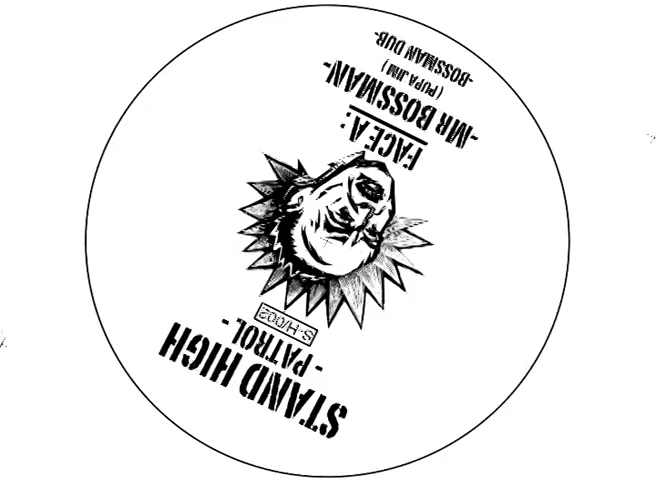 STAND HIGH
- PATROL -
S-H/002
FACE A :
-MR BOSSMAN-
( PUPA JIM )
-BOSSMAN DUB-